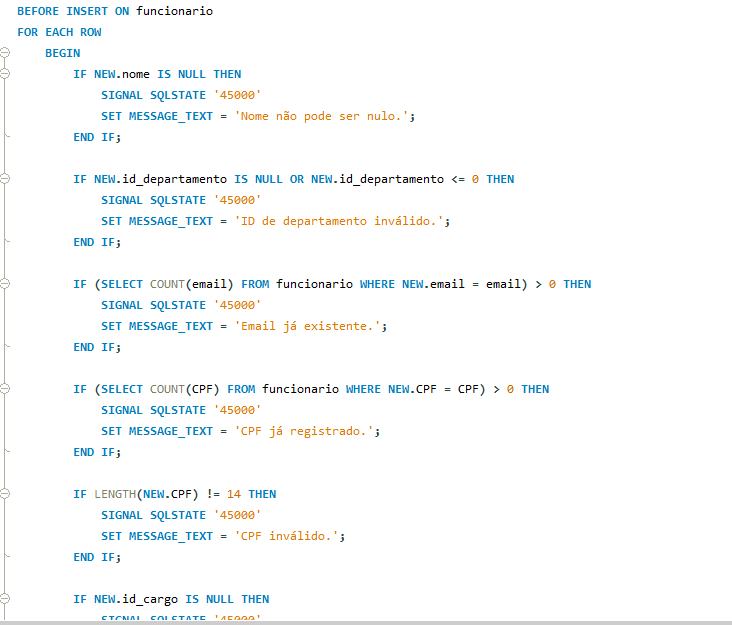 BEFORE INSERT ON funcionario
FOR EACH ROW
BEGIN
IF NEW.nome IS NULL THEN
SIGNAL SQLSTATE '45000'
SET MESSAGE_TEXT = 'Nome não pode ser nulo.';
END IF;
IF NEW.id_departamento IS NULL OR NEW.id_departamento <= 0 THEN
SIGNAL SQLSTATE '45000'
SET MESSAGE_TEXT = 'ID de departamento inválido.';
END IF;
IF (SELECT COUNT(email) FROM funcionario WHERE NEW.email = email) > 0 THEN
SIGNAL SQLSTATE '45000'
SET MESSAGE_TEXT = 'Email já existente.';
END IF;
IF (SELECT COUNT(CPF) FROM funcionario WHERE NEW.CPF = CPF) > 0 THEN
SIGNAL SQLSTATE '45000'
SET MESSAGE_TEXT = 'CPF já registrado.';
END IF;
IF LENGTH(NEW.CPF) != 14 THEN
SIGNAL SQLSTATE '45000'
SET MESSAGE_TEXT = 'CPF inválido.';
END IF;
IF NEW.id_cargo IS NULL THEN
SIGNAL SQLSTATE '45000'